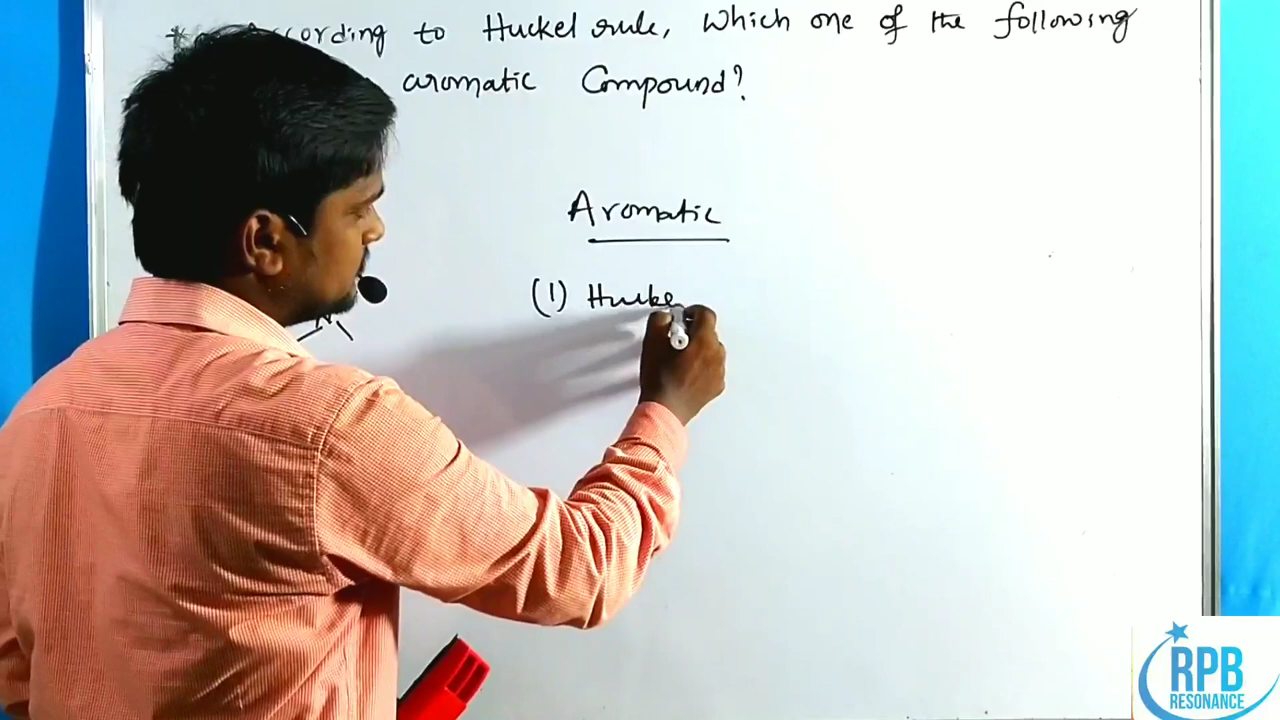 * According to Huckel rule, Which one of the following
aromatic Compound?
Aromatic
(1) Hucke
RPB
RESONANCE